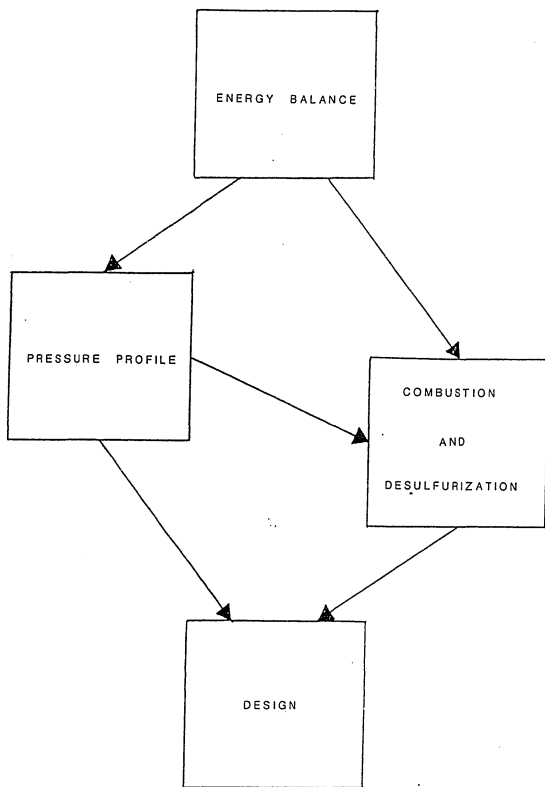 ENERGY BALANCE
PRESSURE PROFILE
COMBUSTION
AND
DESULFURIZATION
DESIGN